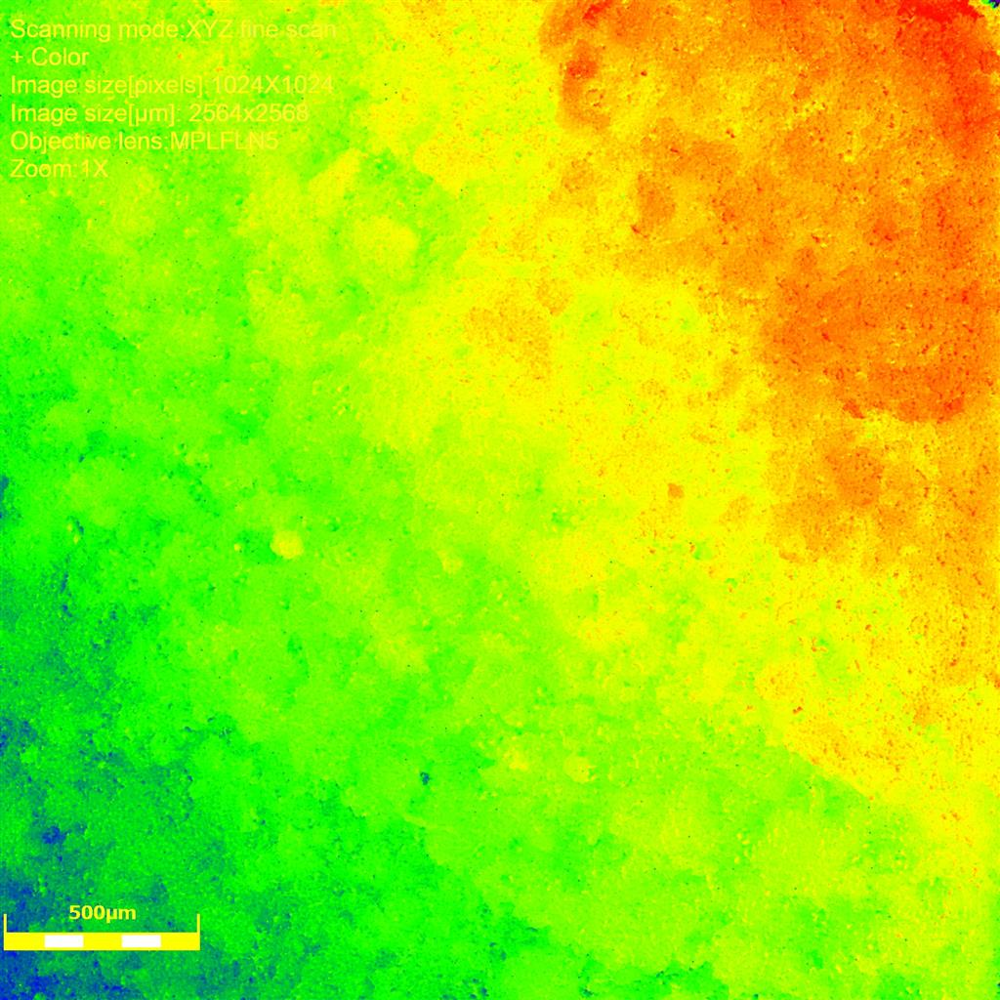 Scanning mode:XYZ fine scan
+ Color
Image size[pixels]:1024X1024
Image size[µm]: 2564x2568
Objective lens:MPLFLN5
Zoom:1X
500µm